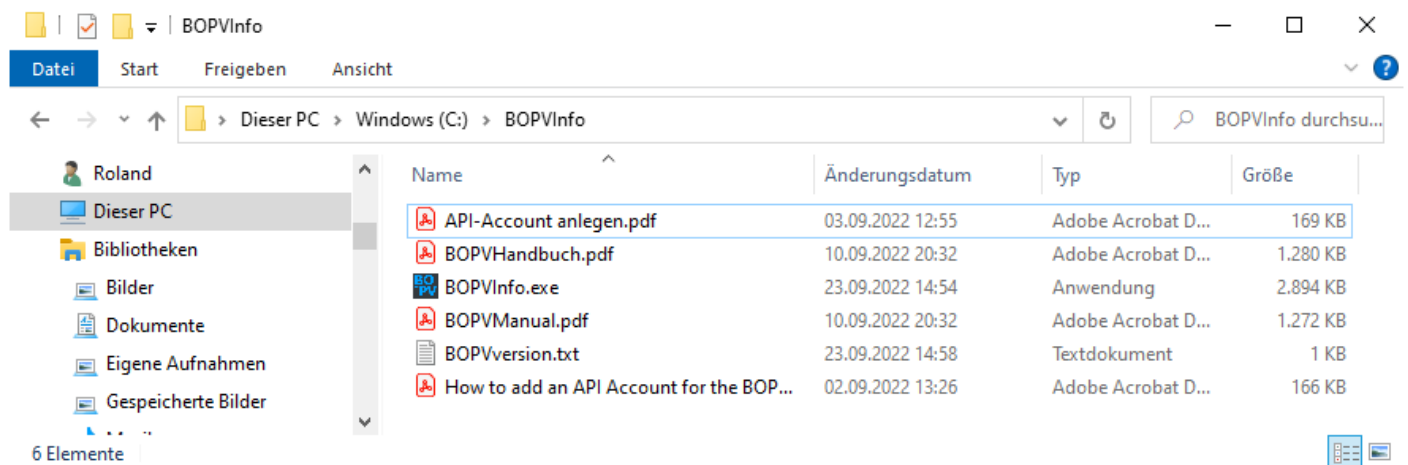 BOPVInfo
Datei Start Freigeben Ansicht
Dieser PC Windows (C:) BOPVInfo BOPVInfo durchsu...
Roland
Dieser PC
Bibliotheken
Bilder
Dokumente
Eigene Aufnahmen
Gespeicherte Bilder
Name Änderungsdatum Typ Größe
API-Account anlegen.pdf 03.09.2022 12:55 Adobe Acrobat D... 169 KB
BOPVHandbuch.pdf 10.09.2022 20:32 Adobe Acrobat D... 1.280 KB
BOPVInfo.exe 23.09.2022 14:54 Anwendung 2.894 KB
BOPVManual.pdf 10.09.2022 20:32 Adobe Acrobat D... 1.272 KB
BOPVversion.txt 23.09.2022 14:58 Textdokument 1 KB
How to add an API Account for the BOP... 02.09.2022 13:26 Adobe Acrobat D... 166 KB
6 Elemente